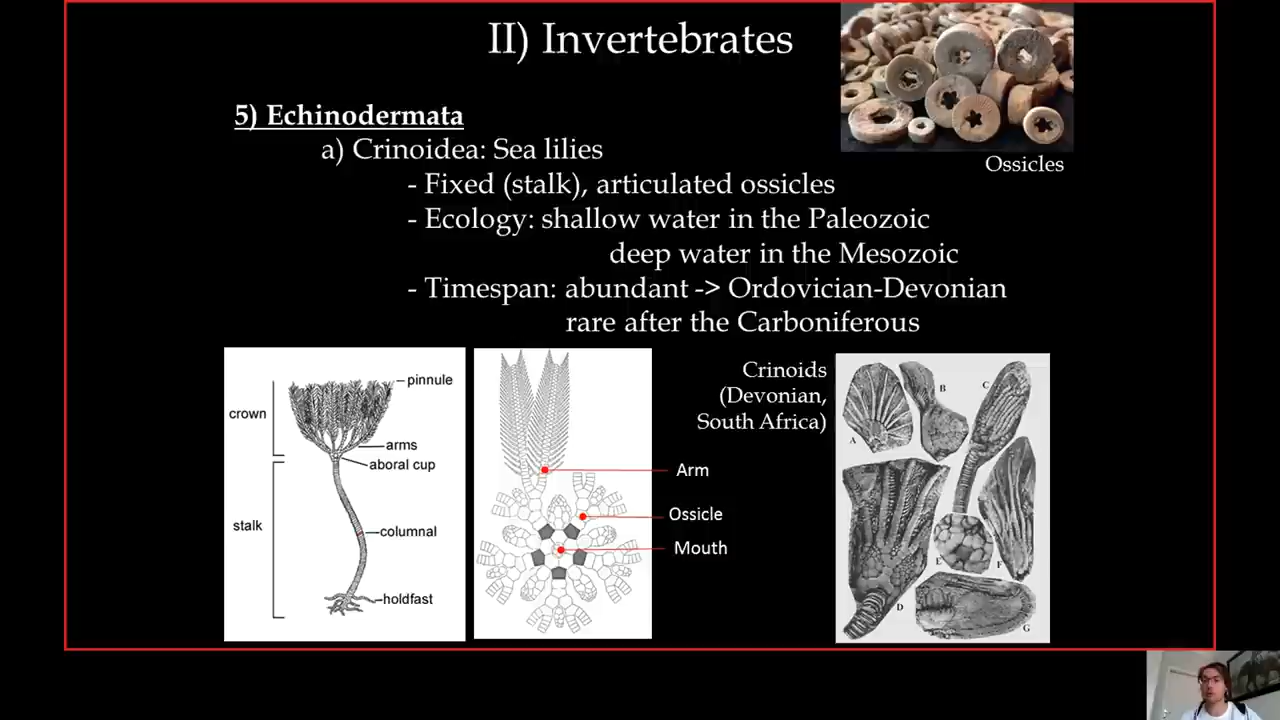 II) Invertebrates
Ossicles
5) Echinodermata
a) Crinoidea: Sea lilies
- Fixed (stalk), articulated ossicles
- Ecology: shallow water in the Paleozoic
deep water in the Mesozoic
- Timespan: abundant -> Ordovician-Devonian
rare after the Carboniferous
pinnule
crown
arms
aboral cup
stalk
columnal
holdfast
Arm
Ossicle
Mouth
Crinoids
(Devonian,
South Africa)
A
B
C
D
E
F
G